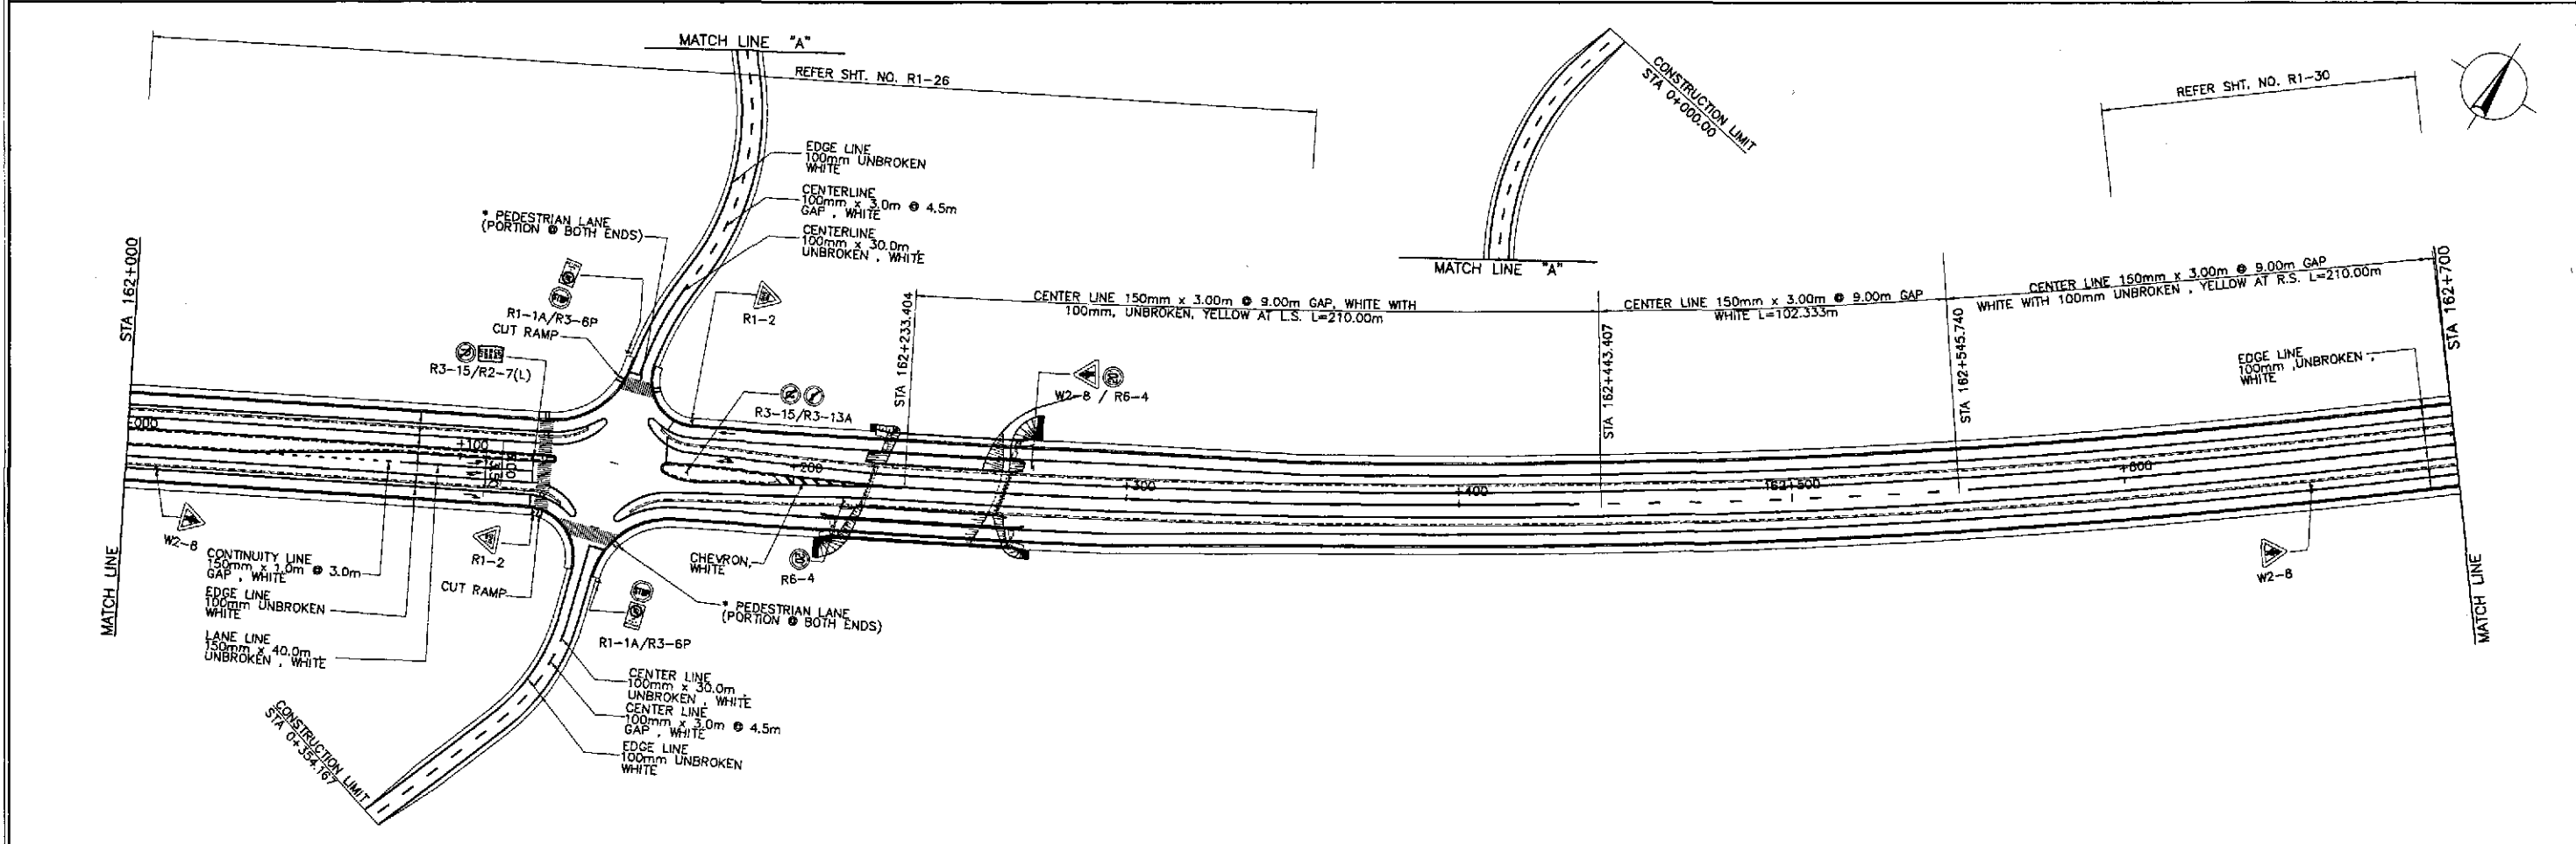 MATCH LINE "A"
REFER SHT. NO. R1-26
CONSTRUCTION LIMIT
STA 0+000.00
REFER SHT. NO. R1-30
EDGE LINE
100mm UNBROKEN
WHITE
CENTERLINE
100mm x 3.0m @ 4.5m
GAP , WHITE
CENTERLINE
100mm x 30.0m ,
UNBROKEN , WHITE
* PEDESTRIAN LANE
(PORTION @ BOTH ENDS)
STOP
R1-1A/R3-6P
CUT RAMP
R1-2
R3-15/R2-7(L)
R3-15/R3-13A
MATCH LINE "A"
STA 162+000
STA 162+233.404
CENTER LINE 150mm x 3.00m @ 9.00m GAP, WHITE WITH
100mm, UNBROKEN, YELLOW AT L.S. L=210.00m
STA 162+443.407
CENTER LINE 150mm x 3.00m @ 9.00m GAP
WHITE L=102.333m
STA 162+545.740
CENTER LINE 150mm x 3.00m @ 9.00m GAP
WHITE WITH 100mm UNBROKEN , YELLOW AT R.S. L=210.00m
STA 162+700
EDGE LINE
100mm ,UNBROKEN ,
WHITE
W2-8 / R6-4
+000
+100
+200
+300
+400
162+500
+600
W2-8
R1-2
CUT RAMP
CONTINUITY LINE
150mm x 1.0m @ 3.0m
GAP , WHITE
EDGE LINE
100mm UNBROKEN
WHITE
LANE LINE
150mm x 40.0m
UNBROKEN , WHITE
CHEVRON,
WHITE
R6-4
* PEDESTRIAN LANE
(PORTION @ BOTH ENDS)
STOP
R1-1A/R3-6P
CENTER LINE
100mm x 30.0m ,
UNBROKEN , WHITE
CENTER LINE
100mm x 3.0m @ 4.5m
GAP , WHITE
EDGE LINE
100mm UNBROKEN
WHITE
CONSTRUCTION LIMIT
STA 0+354.167
W2-8
MATCH LINE
MATCH LINE